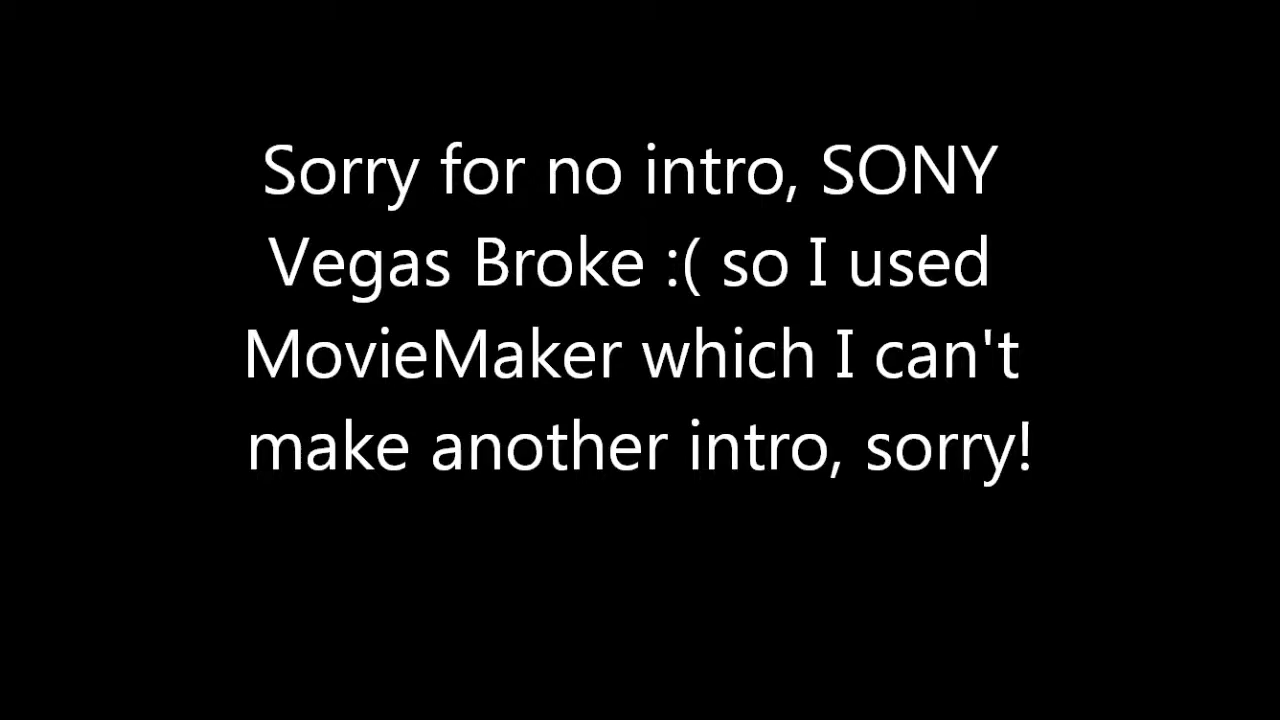 Sorry for no intro, SONY
Vegas Broke :( so I used
MovieMaker which I can't
make another intro, sorry!